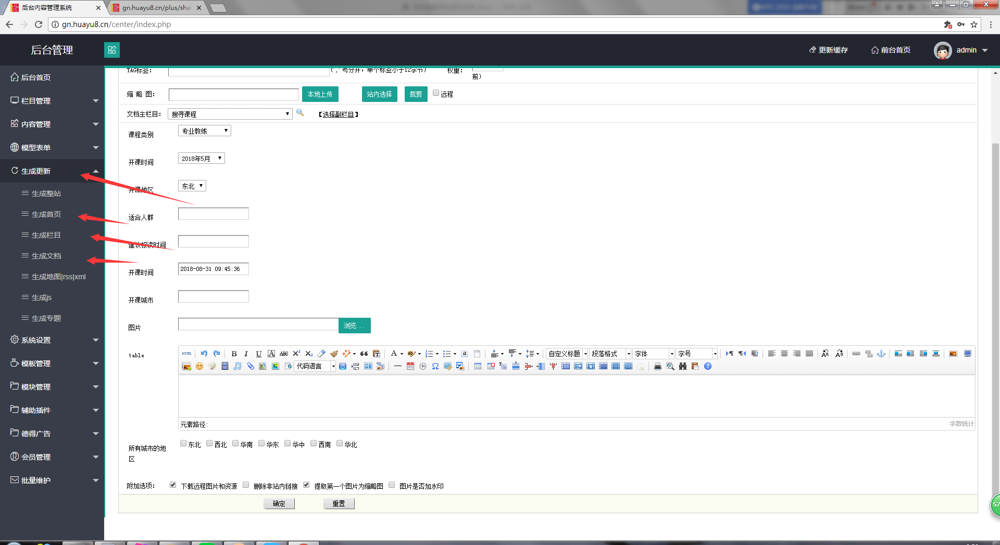 后台内容管理系统
gn.huayu8.cn/plus/shai
gn.huayu8.cn/center/index.php
后台管理
更新缓存
前台首页
admin
后台首页
栏目管理
内容管理
模型表单
生成更新
生成整站
生成首页
生成栏目
生成文档
生成地图|rss|xml
生成js
生成专题
系统设置
模板管理
模块管理
辅助插件
德得广告
会员管理
批量维护
TAG标签：
(','号分开，单个标签小于12字节)
权重：
前)
缩 略 图：
本地上传
站内选择
裁剪
远程
文档主栏目：
搜寻课程
【选择副栏目】
课程类别
专业教练
开课时间
2018年5月
开课地区
东北
适合人群
建议报读时间
开课时间
2018-08-31 09:45:36
开课城市
图片
浏览...
table
HTML
自定义标题
段落格式
字体
字号
代码语言
元素路径:
字数统计
所有城市的地区
东北 西北 华南 华东 华中 西南 华北
附加选项：
下载远程图片和资源
删除非站内链接
提取第一个图片为缩略图
图片是否加水印
确定
重置
57